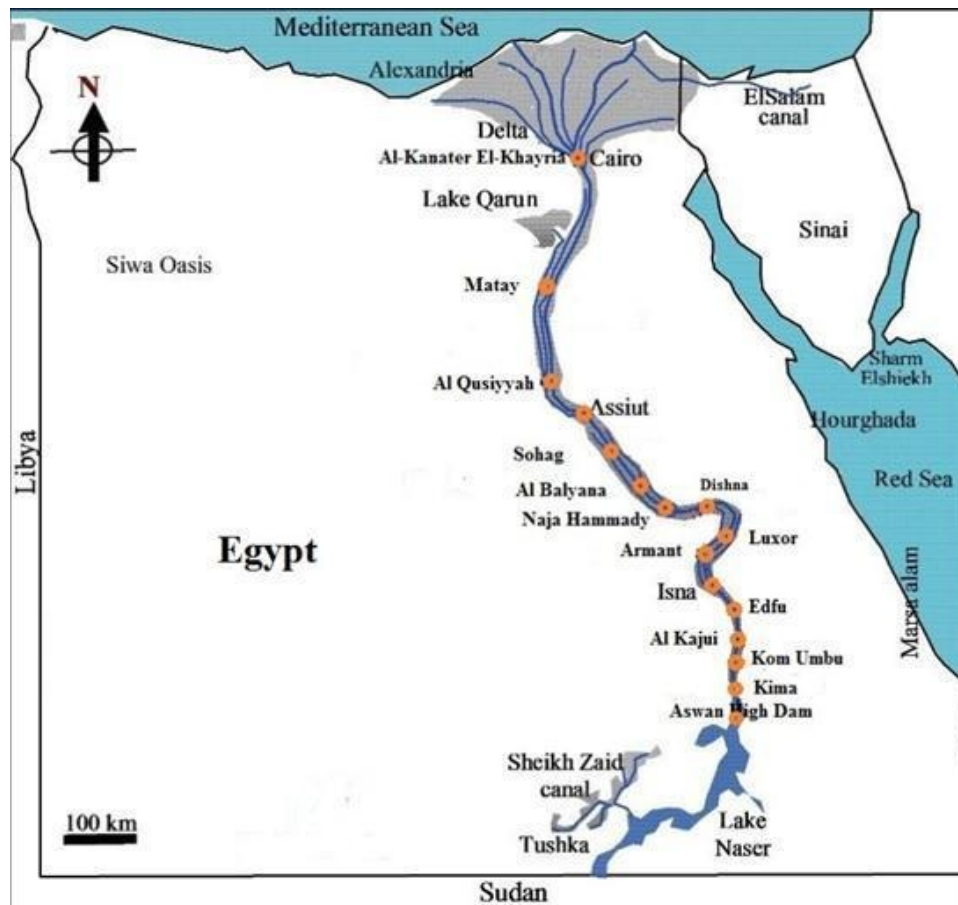 Mediterranean Sea
Alexandria
N
ElSalam
canal
Delta
Al-Kanater El-Khayria
Cairo
Lake Qarun
Sinai
Siwa Oasis
Matay
Sharm
Elshiekh
Al Qusiyyah
Assiut
Hourghada
Libya
Sohag
Red Sea
Al Balyana
Dishna
Naja Hammady
Luxor
Egypt
Armant
Isna
Edfu
Marsa alam
Al Kajui
Kom Umbu
Kima
Aswan High Dam
Sheikh Zaid
canal
100 km
Tushka
Lake
Naser
Sudan